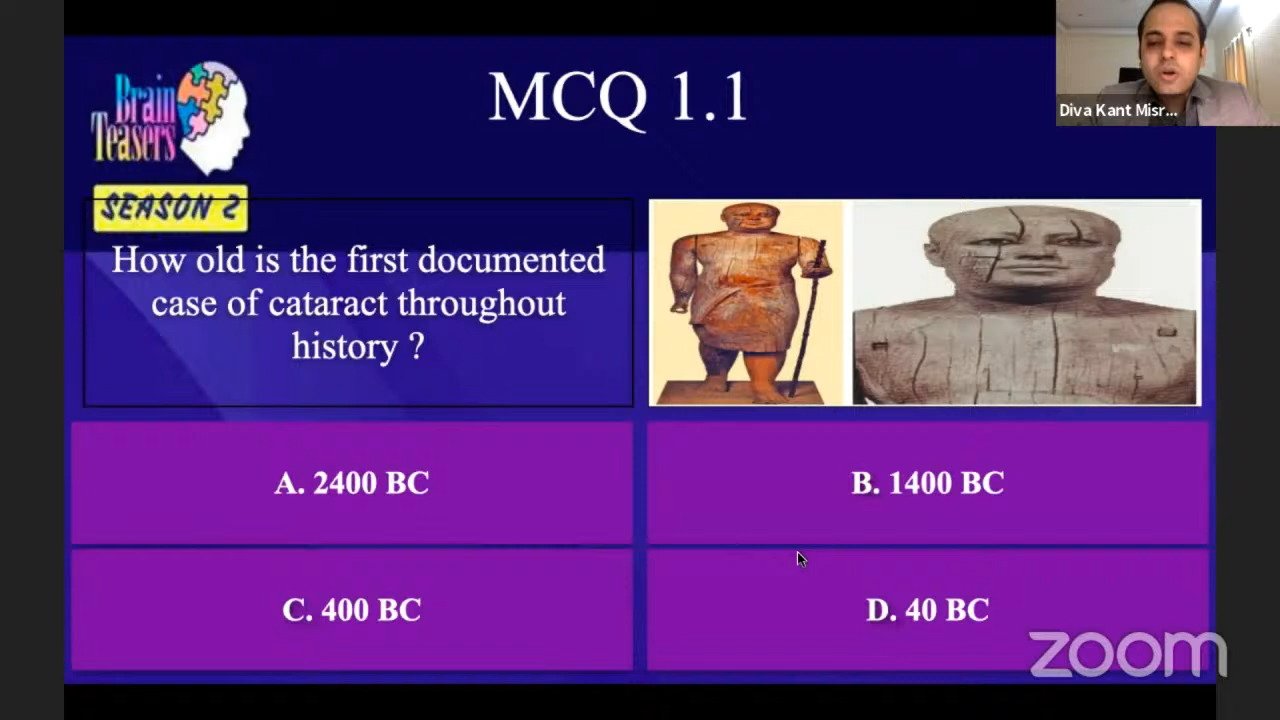 MCQ 1.1
Diva Kant Misr...
Brain
Teasers
SEASON 2
How old is the first documented
case of cataract throughout
history ?
A. 2400 BC
B. 1400 BC
C. 400 BC
D. 40 BC
zoom